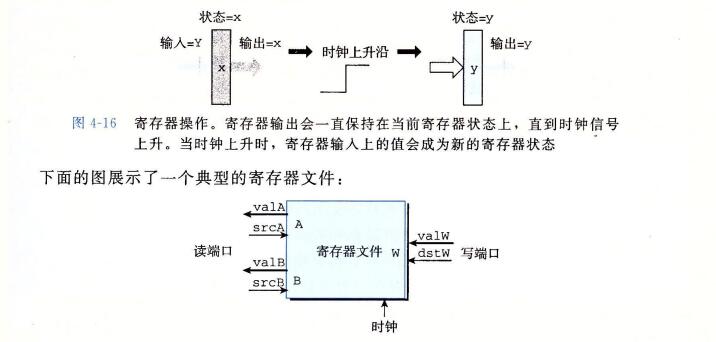 状态=x
状态=y
输入=Y
输出=x
时钟上升沿
输出=y
x
y
图 4-16 寄存器操作。寄存器输出会一直保持在当前寄存器状态上，直到时钟信号
上升。当时钟上升时，寄存器输入上的值会成为新的寄存器状态
下面的图展示了一个典型的寄存器文件：
valA
A
srcA
读端口
寄存器文件
W
valW
dstW
写端口
valB
srcB
B
时钟